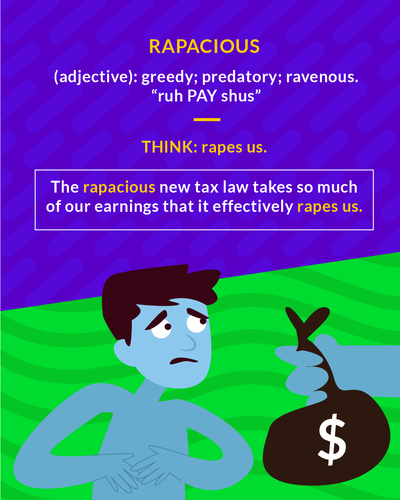 RAPACIOUS
(adjective): greedy; predatory; ravenous.
“ruh PAY shus”
THINK: rapes us.
The rapacious new tax law takes so much
of our earnings that it effectively rapes us.
$